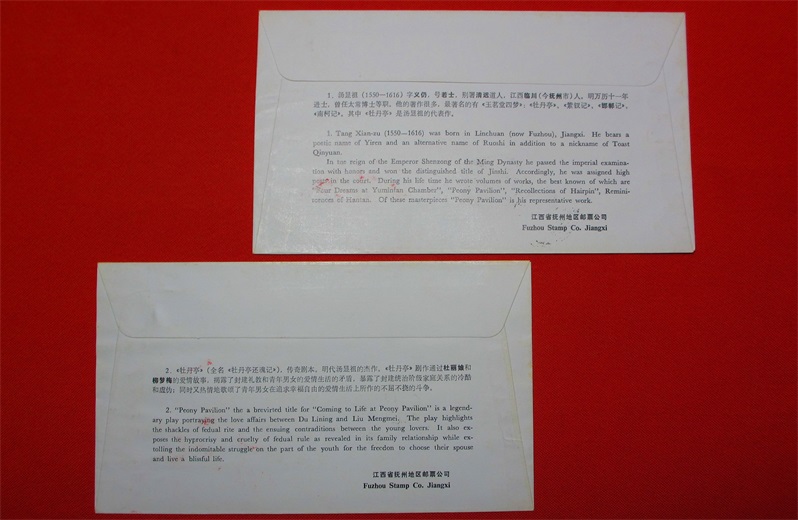 1. 汤显祖（1550—1616）字义仍，号若士，别署清远道人，江西临川（今抚州市）人，明万历十一年
进士，曾任太常博士等职。他的著作很多，最著名的有《玉茗堂四梦》：《牡丹亭》，《紫钗记》，《邯郸记》，
《南柯记》。其中《牡丹亭》是汤显祖的代表作。
1. Tang Xian-zu (1550—1616) was born in Linchuan (now Fuzhou), Jiangxi. He bears a
poetic name of Yiren and an alternative name of Ruoshi in addition to a nickname of Toast
Qinyuan.
In the reign of the Emperor Shenzong of the Ming Dynasty he passed the imperial examina-
tion with honors and won the distinguished title of Jinshi. Accordingly, he was assigned high
posts in the court. During his life time he wrote volumes of works, the best known of which are
"Four Dreams at Chamber", "Peony Pavilion", "Recollections of Hairpin", Remini-
scences of Of these masterpieces "Peony Pavilion" is his representative work.
江西省抚州地区邮票公司
Fuzhou Stamp Co. Jiangxi
2. 《牡丹亭》（全名《牡丹亭还魂记》），传奇剧本，明代汤显祖的杰作。《牡丹亭》剧作通过杜丽娘和
柳梦梅的爱情故事，揭露了封建礼教和青年男女的爱情生活的矛盾，暴露了封建统治阶级家庭关系的冷酷
和虚伪；同时又热情地歌颂了青年男女在追求幸福自由的爱情生活上所作的不屈不挠的斗争。
2. "Peony Pavilion" the a brevirted title for "Coming to Life at Peony Pavilion" is a legend-
ary play portraying the love affairs between Du Lining and Liu Mengmei. The play highlights
the shackles of fedual rite and the ensuing contraditions between the young lovers. It also ex-
poses the hyprocrisy and cruelty of fedual rule as revealed in its family relationship while ex-
tolling the indomitable struggle on the part of the youth for the freedon to choose their spouse
and live a blissful life.
江西省抚州地区邮票公司
Fuzhou Stamp Co. Jiangxi